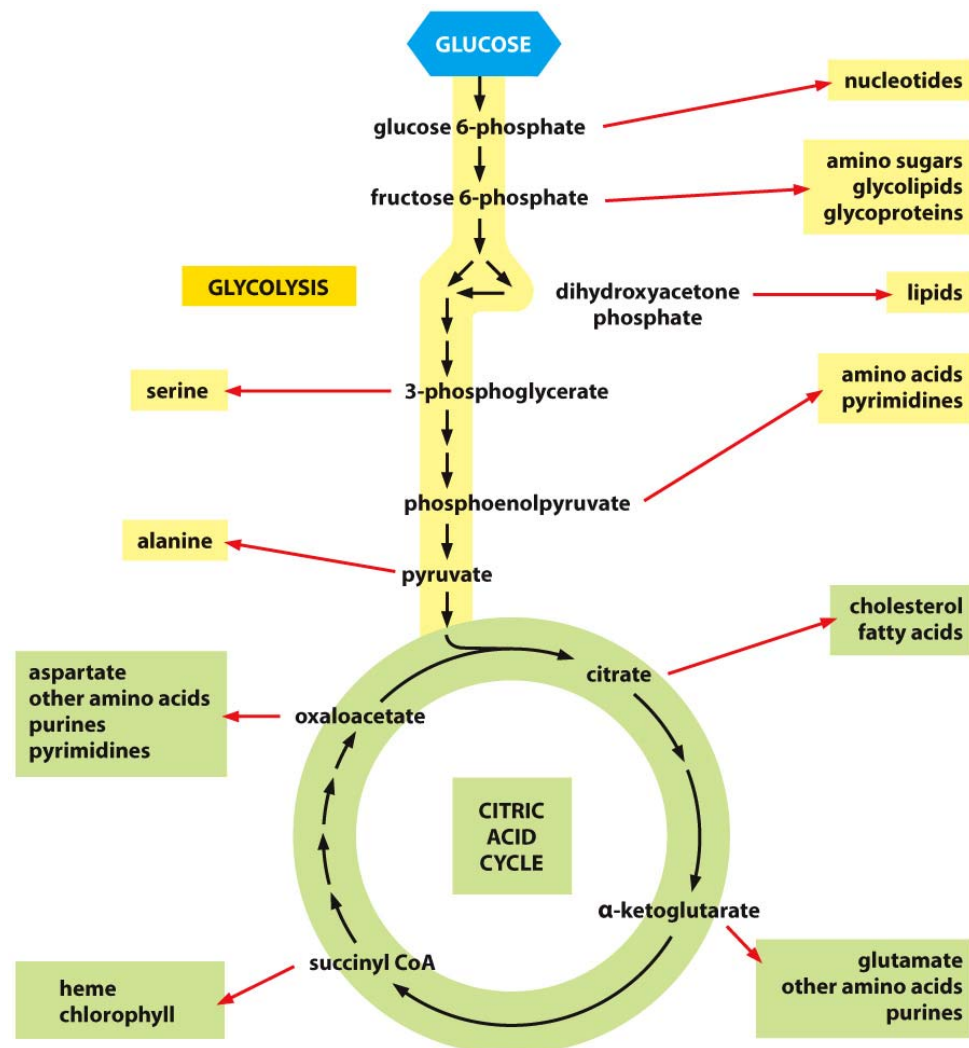 GLUCOSE
nucleotides
glucose 6-phosphate
amino sugars
glycolipids
glycoproteins
fructose 6-phosphate
GLYCOLYSIS
dihydroxyacetone
phosphate
lipids
serine
3-phosphoglycerate
amino acids
pyrimidines
phosphoenolpyruvate
alanine
pyruvate
cholesterol
fatty acids
citrate
aspartate
other amino acids
purines
pyrimidines
oxaloacetate
CITRIC
ACID
CYCLE
α-ketoglutarate
succinyl CoA
glutamate
other amino acids
purines
heme
chlorophyll